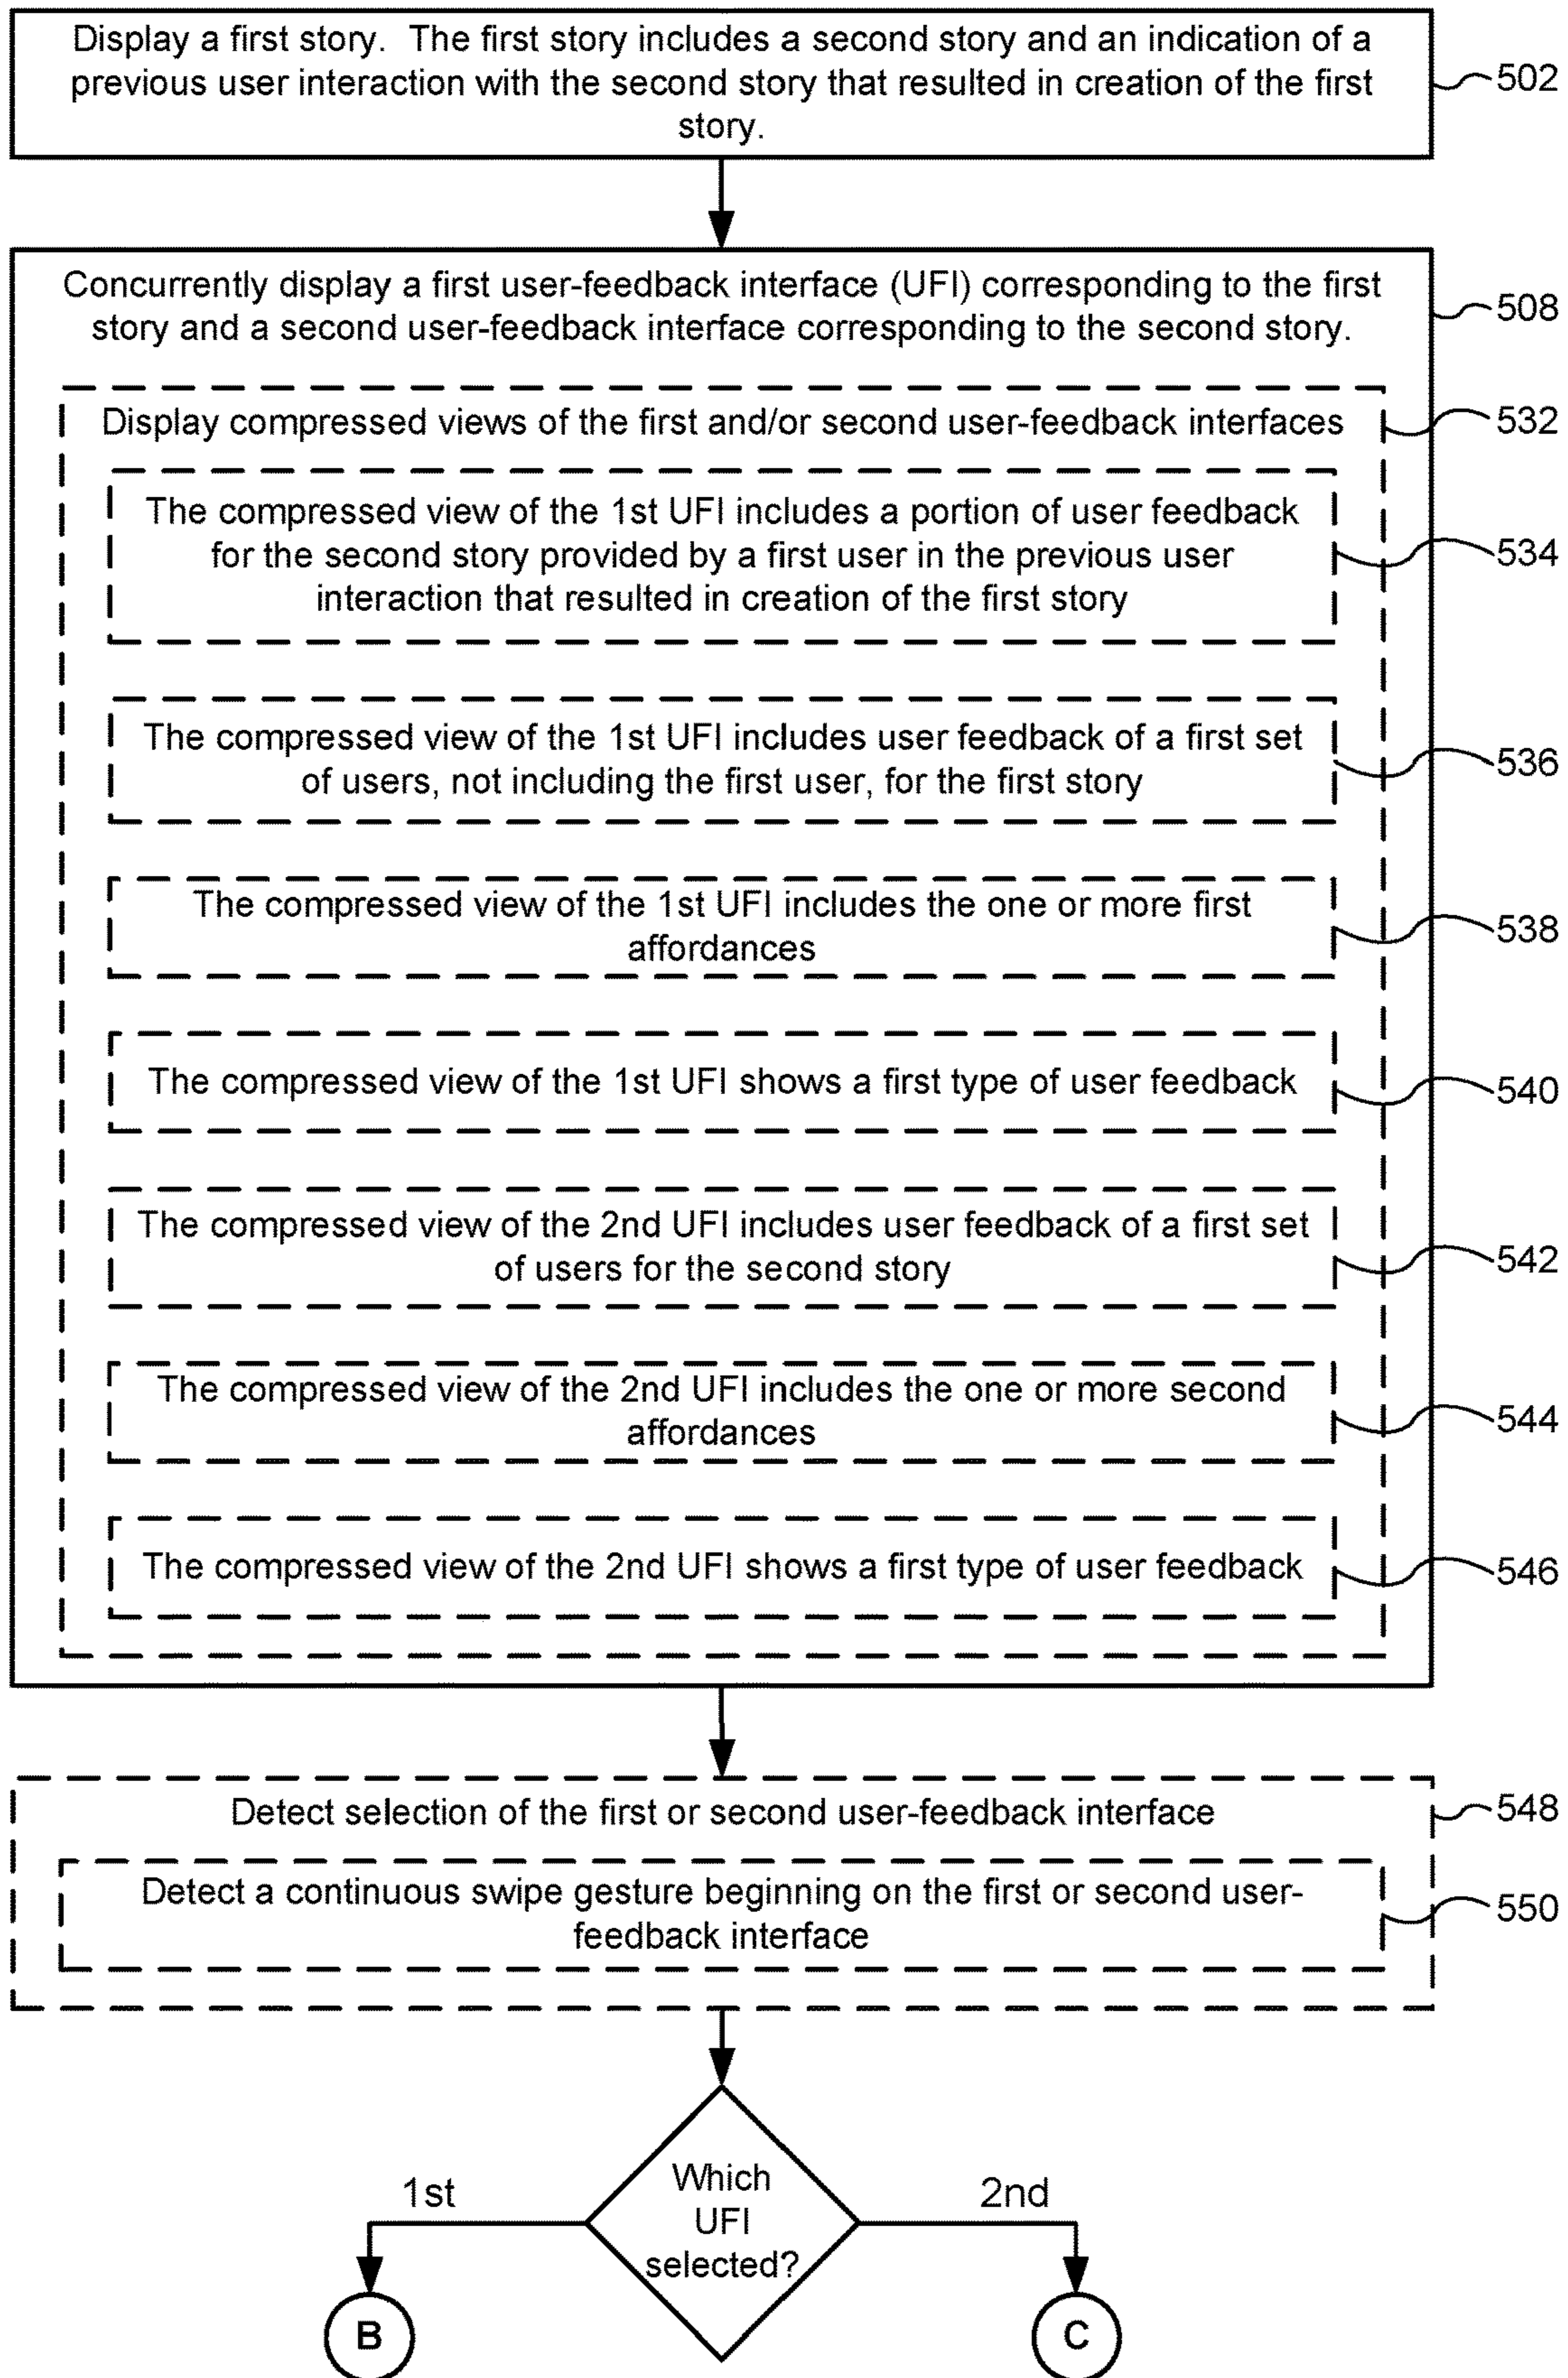 Display a first story. The first story includes a second story and an indication of a
previous user interaction with the second story that resulted in creation of the first
story.
502
Concurrently display a first user-feedback interface (UFI) corresponding to the first
story and a second user-feedback interface corresponding to the second story.
508
Display compressed views of the first and/or second user-feedback interfaces
532
The compressed view of the 1st UFI includes a portion of user feedback
for the second story provided by a first user in the previous user
interaction that resulted in creation of the first story
534
The compressed view of the 1st UFI includes user feedback of a first set
of users, not including the first user, for the first story
536
The compressed view of the 1st UFI includes the one or more first
affordances
538
The compressed view of the 1st UFI shows a first type of user feedback
540
The compressed view of the 2nd UFI includes user feedback of a first set
of users for the second story
542
The compressed view of the 2nd UFI includes the one or more second
affordances
544
The compressed view of the 2nd UFI shows a first type of user feedback
546
Detect selection of the first or second user-feedback interface
548
Detect a continuous swipe gesture beginning on the first or second user-
feedback interface
550
Which
UFI
selected?
1st
2nd
B
C